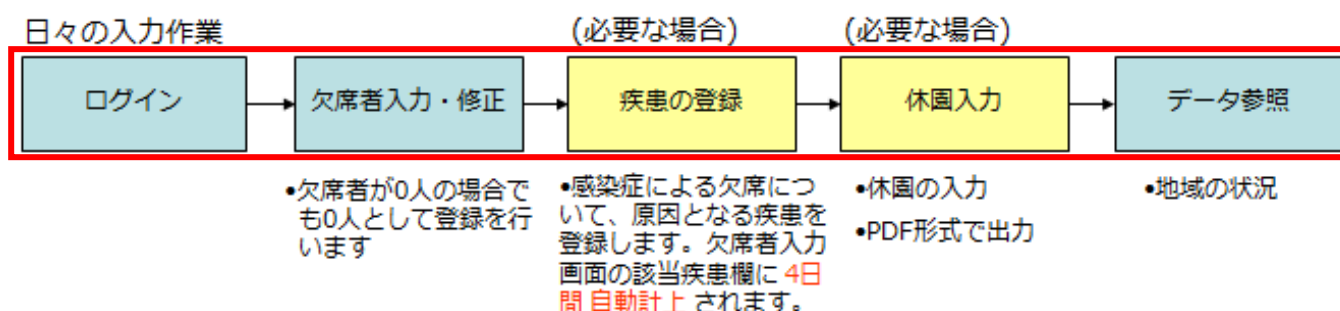 日々の入力作業
(必要な場合)
(必要な場合)
ログイン
欠席者入力・修正
疾患の登録
休園入力
データ参照
•欠席者が0人の場合で
も0人として登録を行
います
•感染症による欠席につ
いて、原因となる疾患を
登録します。欠席者入力
画面の該当疾患欄に 4日
間 自動計上 されます。
•休園の入力
•PDF形式で出力
•地域の状況